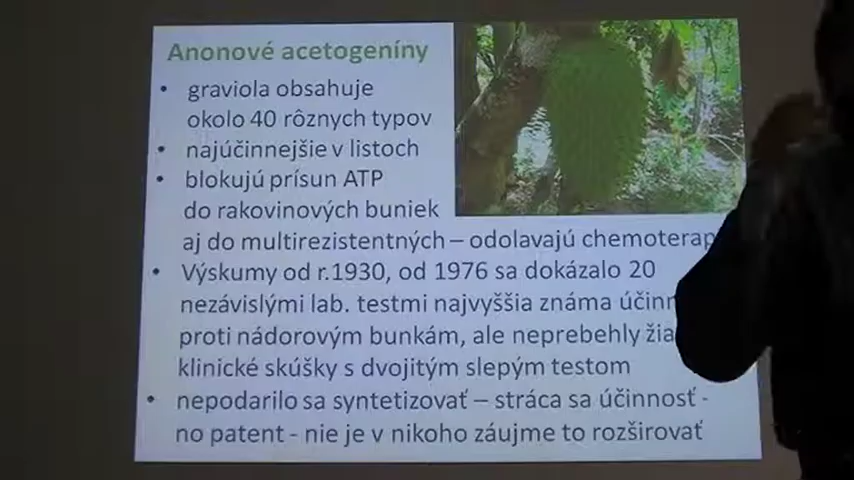 Anonové acetogeníny
• graviola obsahuje
okolo 40 rôznych typov
• najúčinnejšie v listoch
• blokujú prísun ATP
do rakovinových buniek
aj do multirezistentných – odolavajú
• Výskumy od r.1930, od 1976 sa dokázalo 20
nezávislými lab. testmi najvyššia známa
proti nádorovým bunkám, ale neprebehly
klinické skúšky s dvojitým slepým testom
• nepodarilo sa syntetizovať – stráca sa účinnosť -
no patent - nie je v nikoho záujme to rozširovať